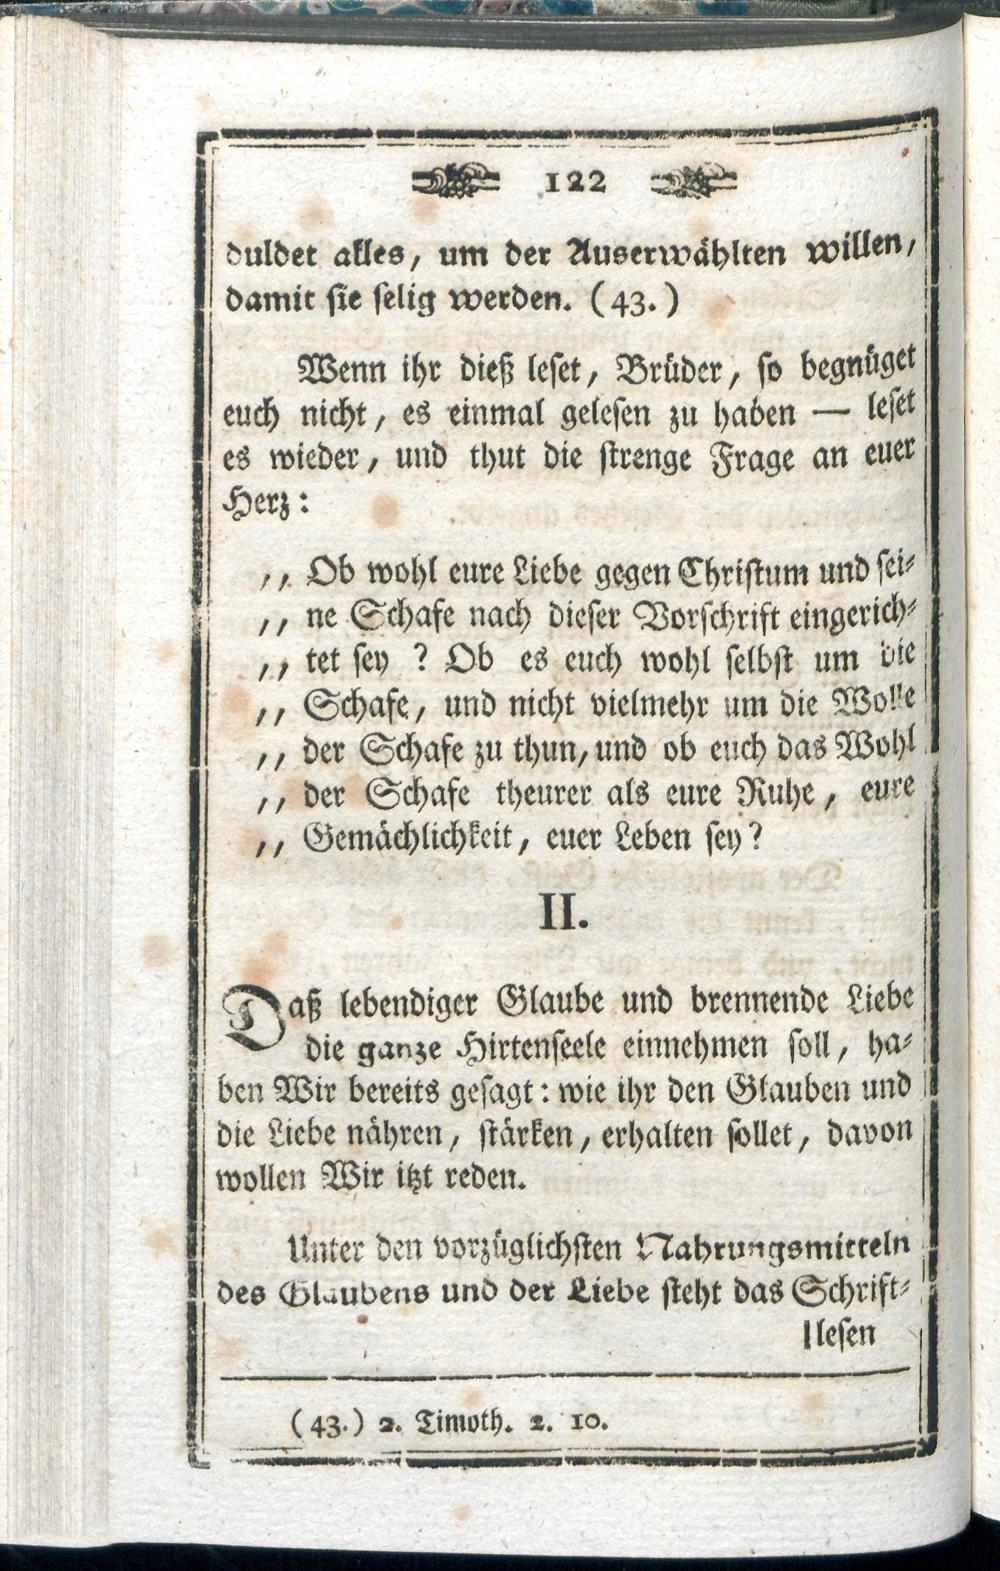 122
duldet alles, um der Auserwählten willen,
damit sie selig werden. (43.)
Wenn ihr dieß leset, Brüder, so begnüget
euch nicht, es einmal gelesen zu haben — leset
es wieder, und thut die strenge Frage an euer
Herz:
,, Ob wohl eure Liebe gegen Christum und sei-
,, ne Schafe nach dieser Vorschrift eingerich-
,, tet sey ? Ob es euch wohl selbst um die
,, Schafe, und nicht vielmehr um die Wolle
,, der Schafe zu thun, und ob euch das Wohl
,, der Schafe theurer als eure Ruhe, eure
,, Gemächlichkeit, euer Leben sey?
II.
Daß lebendiger Glaube und brennende Liebe
die ganze Hirtenseele einnehmen soll, ha-
ben Wir bereits gesagt: wie ihr den Glauben und
die Liebe nähren, stärken, erhalten sollet, davon
wollen Wir itzt reden.
Unter den vorzüglichsten Nahrungsmitteln
des Glaubens und der Liebe steht das Schrift-
lesen
(43.) 2. Timoth. 2. 10.